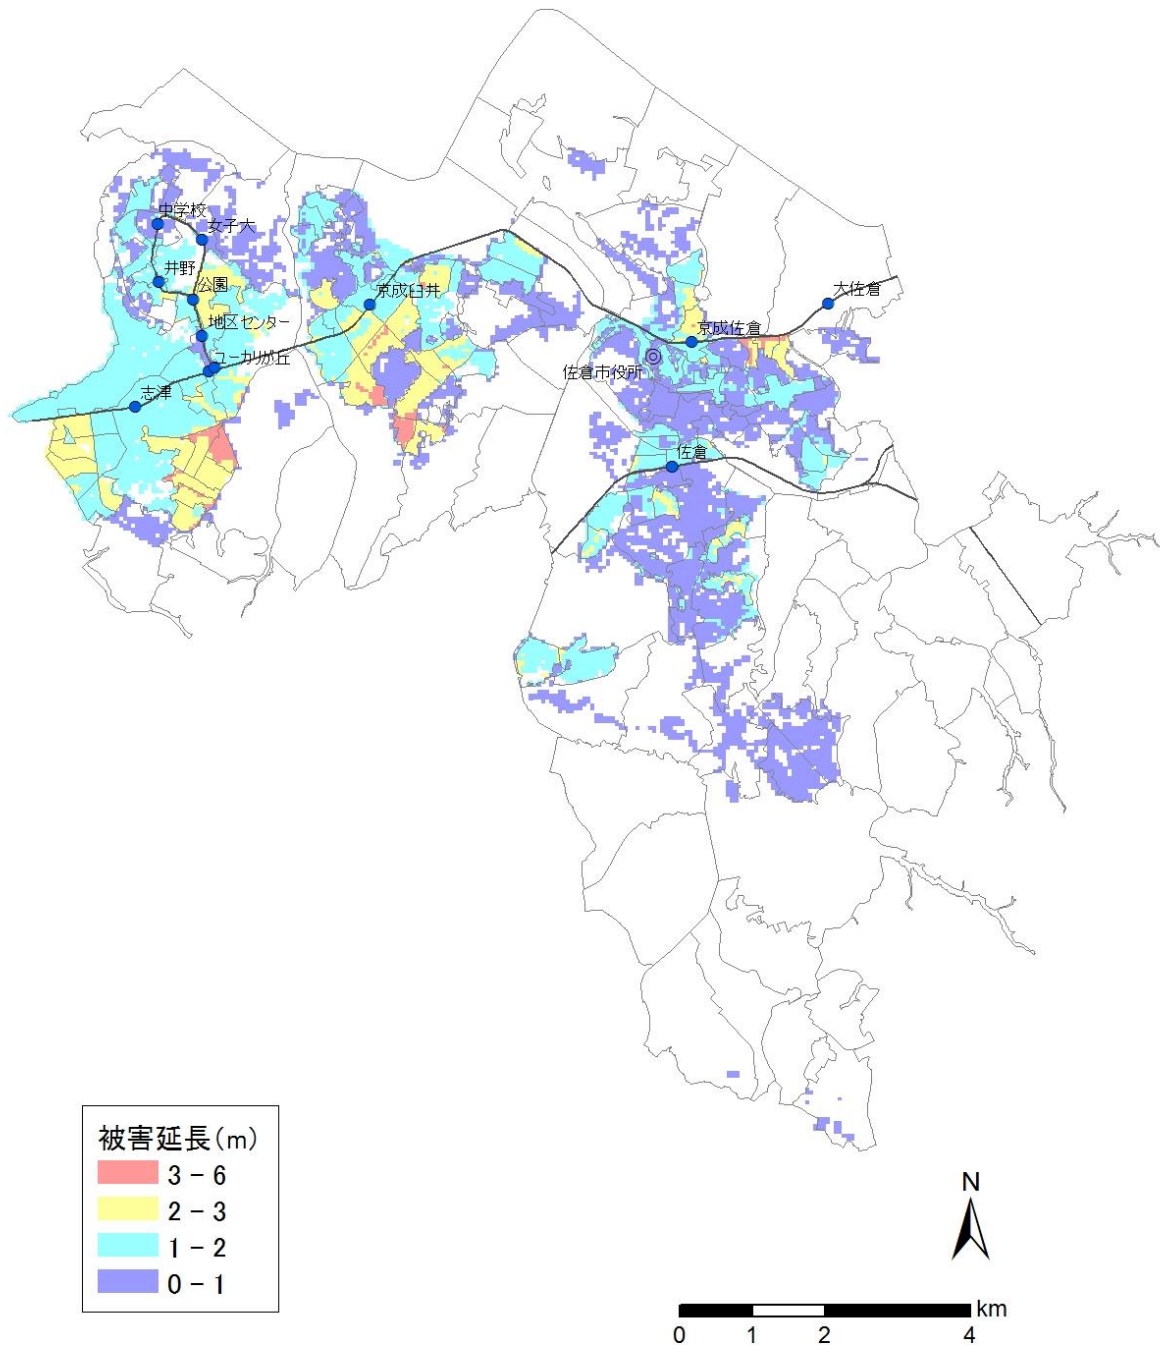 中学校
女子大
井野
公園
地区センター
ユーカリが丘
志津
京成臼井
京成佐倉
大佐倉
佐倉市役所
佐倉
被害延長(m)
3 - 6
2 - 3
1 - 2
0 - 1
N
km
0 1 2 4